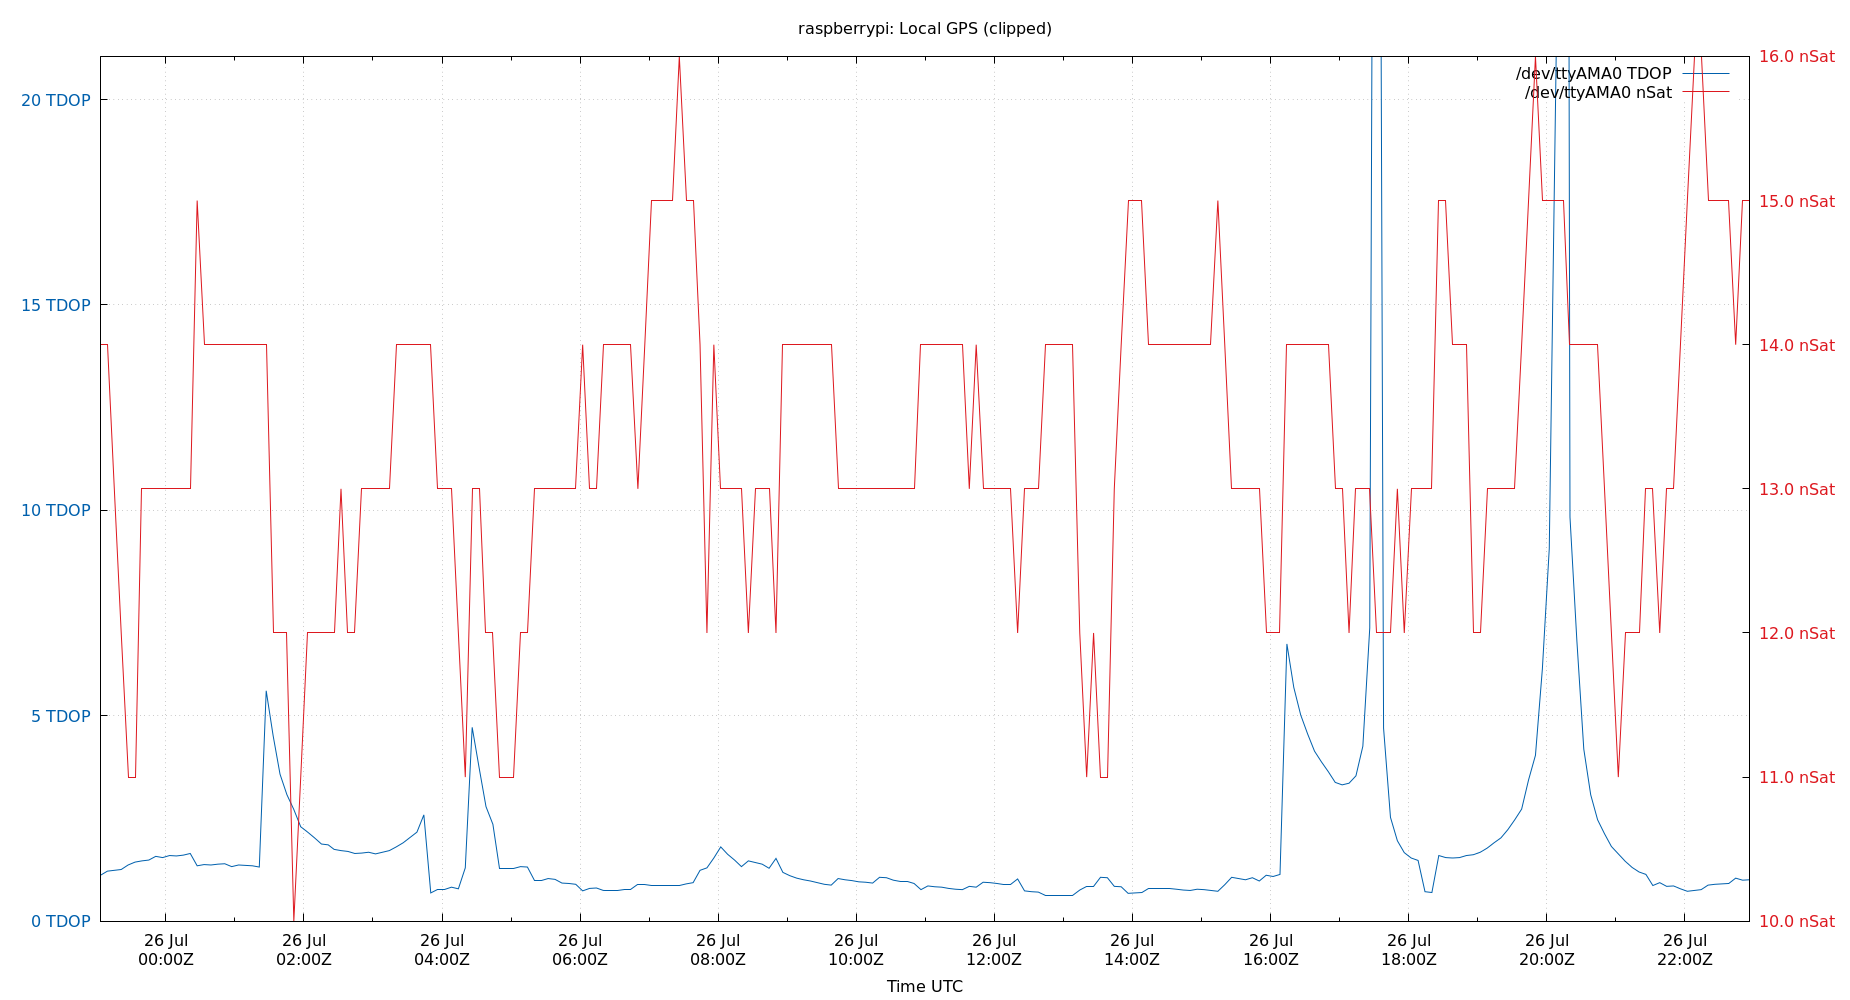 raspberrypi: Local GPS (clipped)
16.0 nSat
/dev/ttyAMA0 TDOP
/dev/ttyAMA0 nSat
20 TDOP
15.0 nSat
15 TDOP
14.0 nSat
13.0 nSat
10 TDOP
12.0 nSat
5 TDOP
11.0 nSat
0 TDOP
10.0 nSat
26 Jul 26 Jul 26 Jul 26 Jul 26 Jul 26 Jul 26 Jul 26 Jul 26 Jul 26 Jul 26 Jul 26 Jul
00:00Z 02:00Z 04:00Z 06:00Z 08:00Z 10:00Z 12:00Z 14:00Z 16:00Z 18:00Z 20:00Z 22:00Z
Time UTC